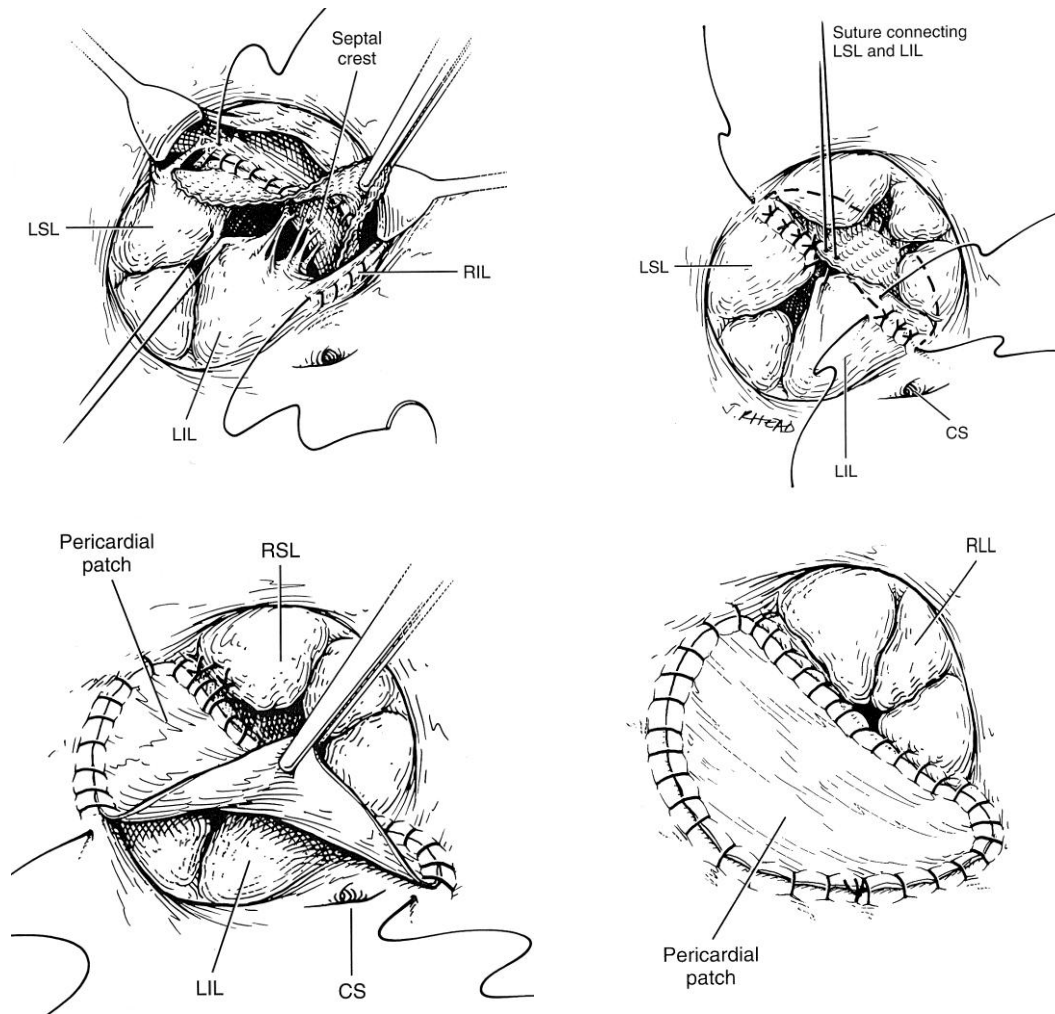 Septal
crest
LSL
RIL
LIL
Suture connecting
LSL and LIL
LSL
CS
LIL
Pericardial
patch
RSL
LIL
CS
RLL
Pericardial
patch